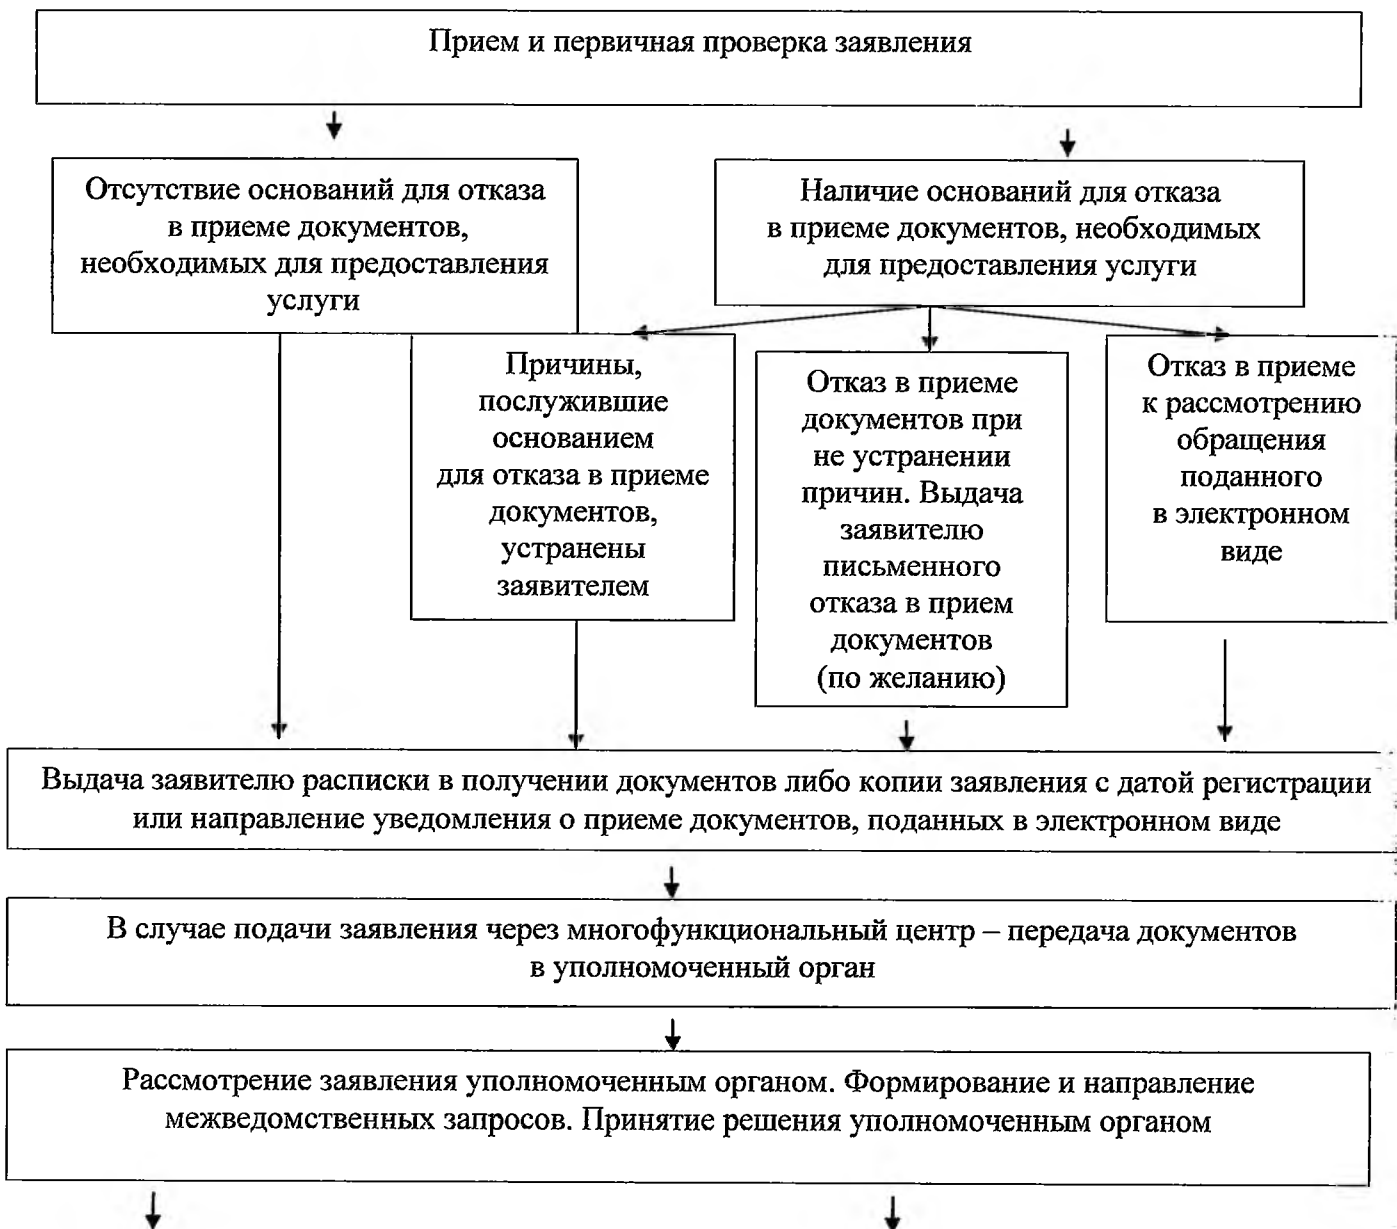 Прием и первичная проверка заявления
Отсутствие оснований для отказа
в приеме документов,
необходимых для предоставления
услуги
Наличие оснований для отказа
в приеме документов, необходимых
для предоставления услуги
Причины,
послужившие
основанием
для отказа в приеме
документов,
устранены
заявителем
Отказ в приеме
документов при
не устранении
причин. Выдача
заявителю
письменного
отказа в прием
документов
(по желанию)
Отказ в приеме
к рассмотрению
обращения
поданного
в электронном
виде
Выдача заявителю расписки в получении документов либо копии заявления с датой регистрации
или направление уведомления о приеме документов, поданных в электронном виде
В случае подачи заявления через многофункциональный центр – передача документов
в уполномоченный орган
Рассмотрение заявления уполномоченным органом. Формирование и направление
межведомственных запросов. Принятие решения уполномоченным органом